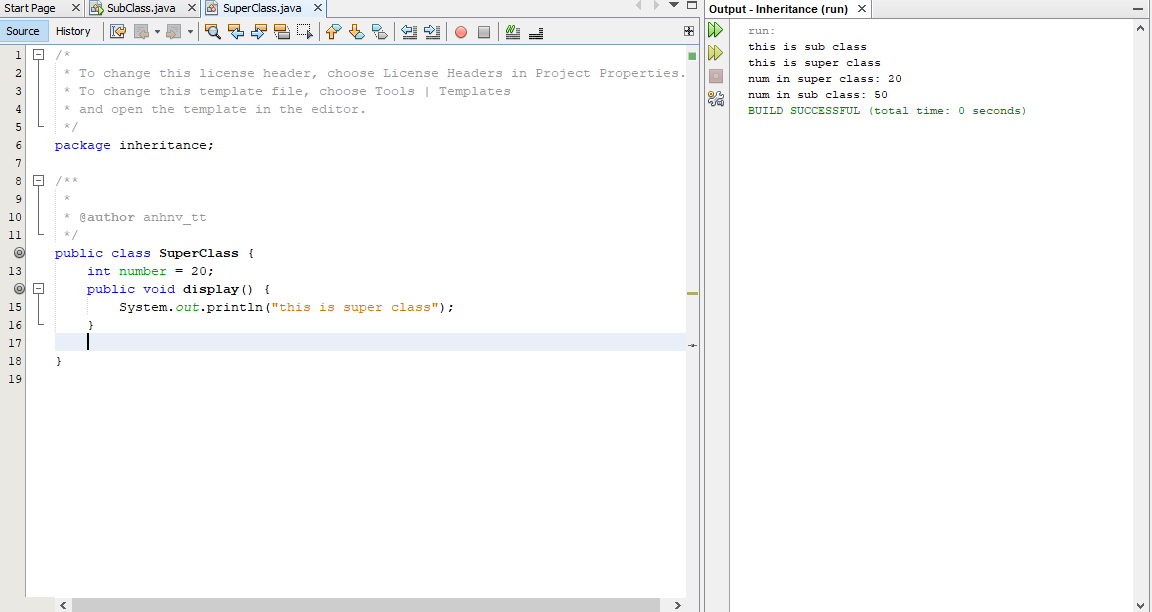 Start Page SubClass.java SuperClass.java
Source History
1 /*
2 * To change this license header, choose License Headers in Project Properties.
3 * To change this template file, choose Tools | Templates
4 * and open the template in the editor.
5 */
6 package inheritance;
7
8 /**
9 *
10 * @author anhnv_tt
11 */
public class SuperClass {
13 int number = 20;
public void display() {
15 System.out.println("this is super class");
16 }
17
18 }
19
Output - Inheritance (run)
run:
this is sub class
this is super class
num in super class: 20
num in sub class: 50
BUILD SUCCESSFUL (total time: 0 seconds)